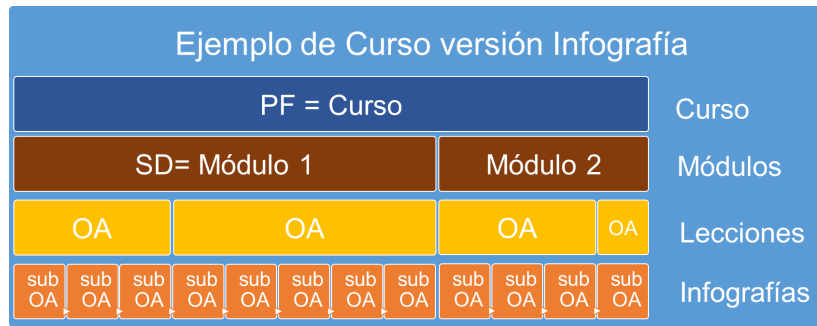 Ejemplo de Curso versión Infografía
PF = Curso
Curso
SD= Módulo 1
Módulo 2
Módulos
OA
OA
OA
OA
Lecciones
sub OA
sub OA
sub OA
sub OA
sub OA
sub OA
sub OA
sub OA
sub OA
sub OA
sub OA
sub OA
Infografías